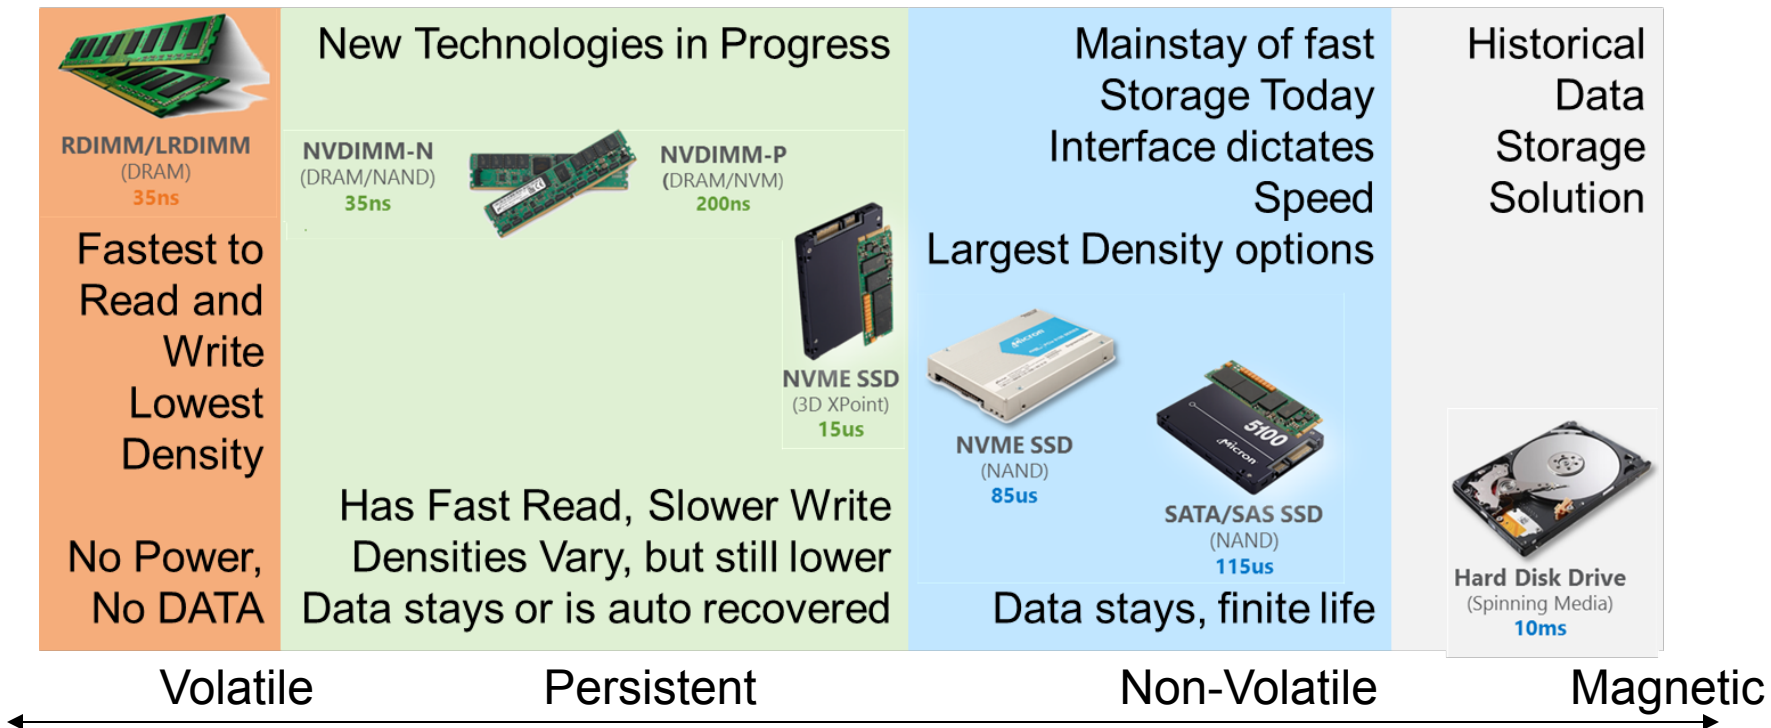 RDIMM/LRDIMM
(DRAM)
35ns
Fastest to
Read and
Write
Lowest
Density
No Power,
No DATA
New Technologies in Progress
NVDIMM-N
(DRAM/NAND)
35ns
NVDIMM-P
(DRAM/NVM)
200ns
NVME SSD
(3D XPoint)
15us
Has Fast Read, Slower Write
Densities Vary, but still lower
Data stays or is auto recovered
Mainstay of fast
Storage Today
Interface dictates
Speed
Largest Density options
Micron
NVME SSD
(NAND)
85us
5100
Micron
SATA/SAS SSD
(NAND)
115us
Data stays, finite life
Historical
Data
Storage
Solution
Hard Disk Drive
(Spinning Media)
10ms
Volatile
Persistent
Non-Volatile
Magnetic